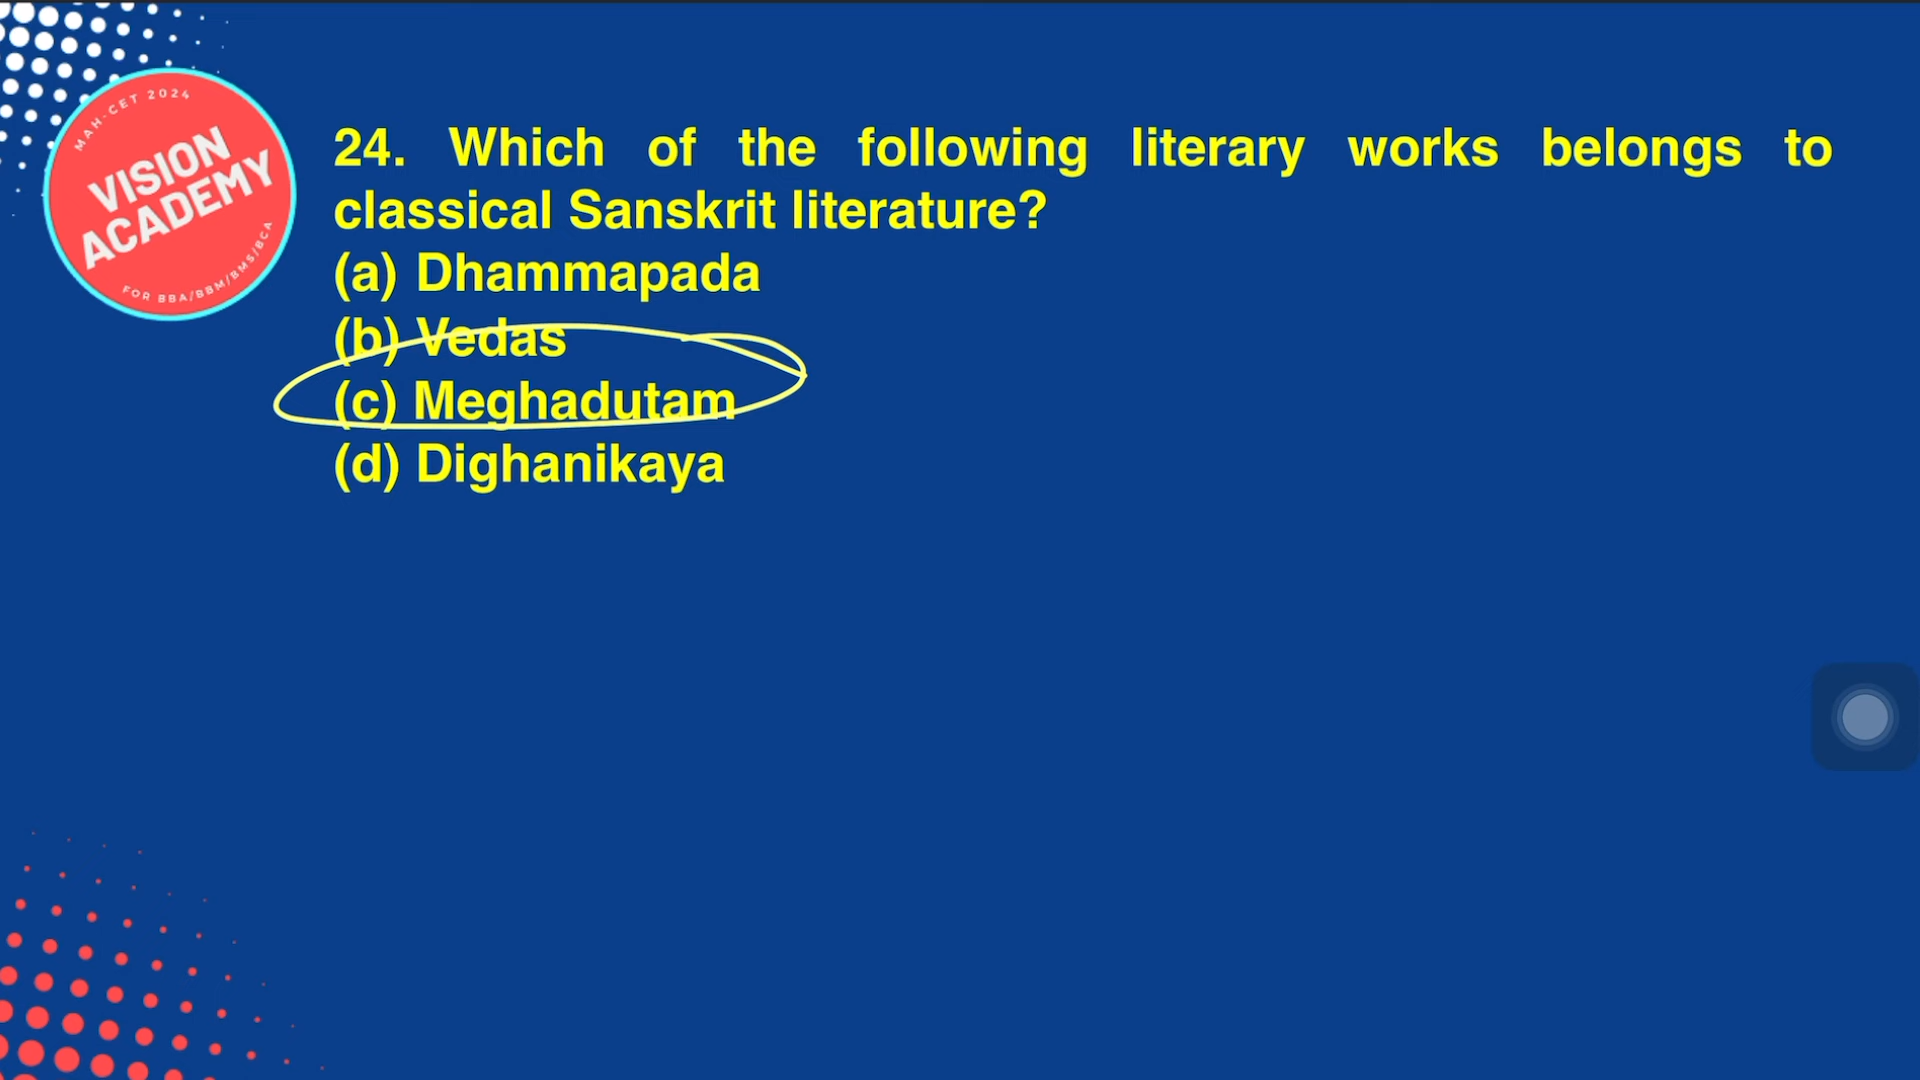 MAH-CET 2024
VISION
ACADEMY
FOR BBA/BBM/BMS/BCA
24. Which of the following literary works belongs to
classical Sanskrit literature?
(a) Dhammapada
(b) Vedas
(c) Meghadutam
(d) Dighanikaya